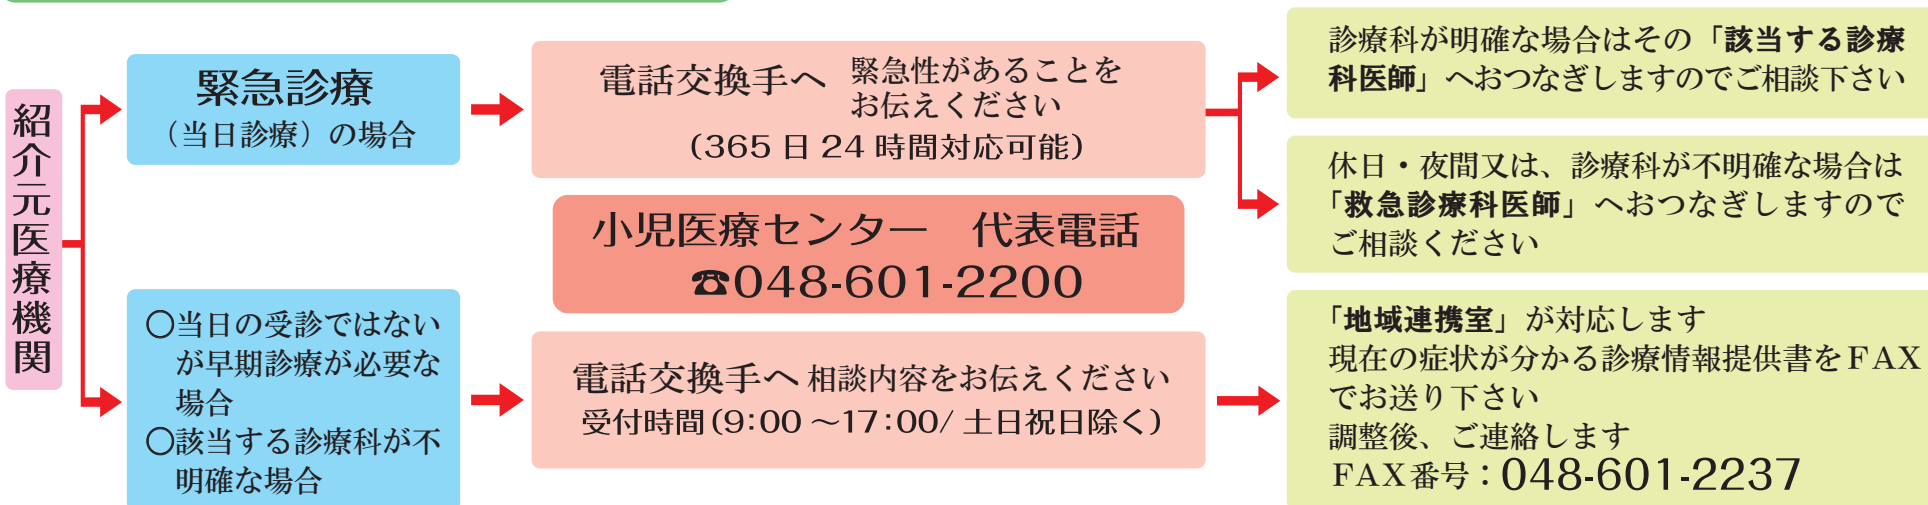 紹介元医療機関
緊急診療
（当日診療）の場合
電話交換手へ 緊急性があることを
お伝えください
（365日24時間対応可能）
診療科が明確な場合はその「該当する診療
科医師」へおつなぎしますのでご相談下さい
休日・夜間又は、診療科が不明確な場合は
「救急診療科医師」へおつなぎしますので
ご相談ください
小児医療センター　代表電話
☎048-601-2200
○当日の受診ではない
が早期診療が必要な
場合
○該当する診療科が不
明確な場合
電話交換手へ 相談内容をお伝えください
受付時間（9:00～17:00/土日祝日除く）
「地域連携室」が対応します
現在の症状が分かる診療情報提供書をFAX
でお送り下さい
調整後、ご連絡します
FAX番号：048-601-2237